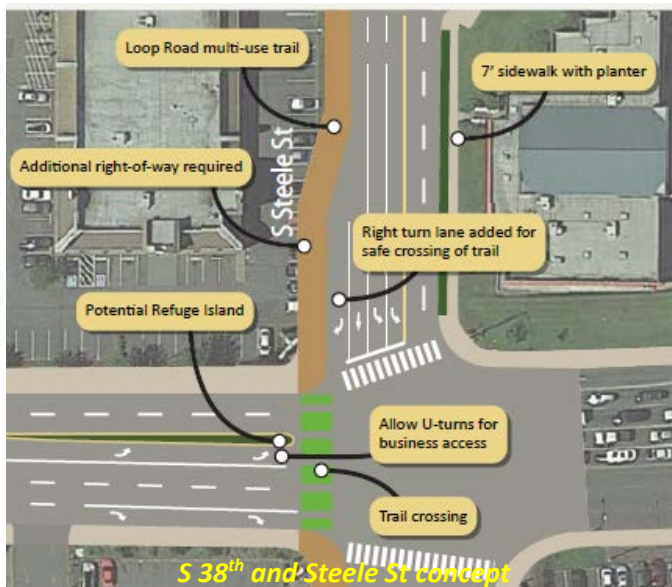 Loop Road multi-use trail
7' sidewalk with planter
Additional right-of-way required
S Steele St
Right turn lane added for
safe crossing of trail
Potential Refuge Island
Allow U-turns for
business access
Trail crossing
S 38th and Steele St concept